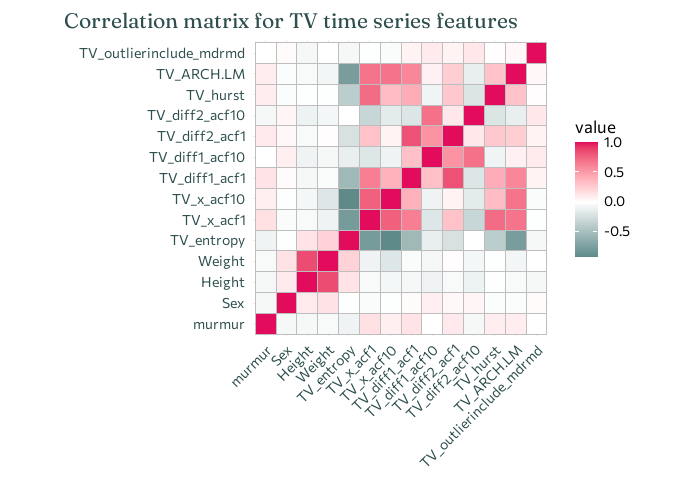 Correlation matrix for TV time series features
TV_outlierinclude_mdrmd
TV_ARCH.LM
TV_hurst
TV_diff2_acf10
TV_diff2_acf1
TV_diff1_acf10
TV_diff1_acf1
TV_x_acf10
TV_x_acf1
TV_entropy
Weight
Height
Sex
murmur
murmur
Sex
Height
Weight
TV_entropy
TV_x_acf1
TV_x_acf10
TV_diff1_acf1
TV_diff1_acf10
TV_diff2_acf1
TV_diff2_acf10
TV_hurst
TV_ARCH.LM
TV_outlierinclude_mdrmd
value
1.0
0.5
0.0
-0.5